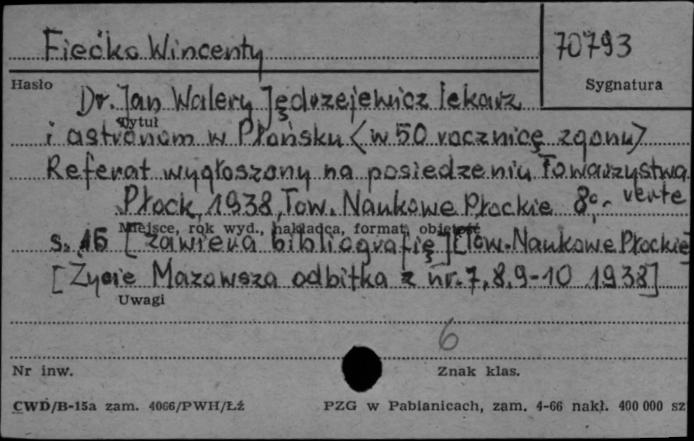 Fiećko Wincenty
70793
Hasło
Sygnatura
Dr. Jan Walery Jędrzejewicz lekarz
Tytuł
i astronom w Płońsku (w 50 rocznicę zgonu)
Referat wygłoszony na posiedzeniu Towarzystwa
Płock, 1938, Tow. Naukowe Płockie 8°.- verte
Miejsce, rok wyd., nakładca, format, objętość
s. 16 [zawiera bibliografię] [Tow. Naukowe Płockie]
[Życie Mazowsza odbitka z nr. 7, 8, 9-10 1938]
Uwagi
6
Nr inw.
Znak klas.
CWD/B-15a zam. 4066/PWH/Łź
PZG w Pabianicach, zam. 4-66 nakł. 400 000 sz